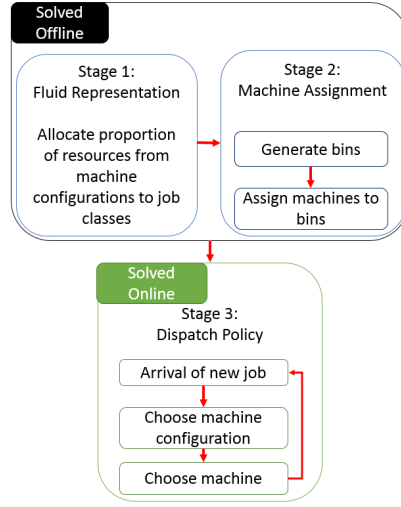 Solved
Offline
Stage 1:
Fluid Representation
Allocate proportion
of resources from
machine
configurations to job
classes
Stage 2:
Machine Assignment
Generate bins
Assign machines to
bins
Solved
Online
Stage 3:
Dispatch Policy
Arrival of new job
Choose machine
configuration
Choose machine